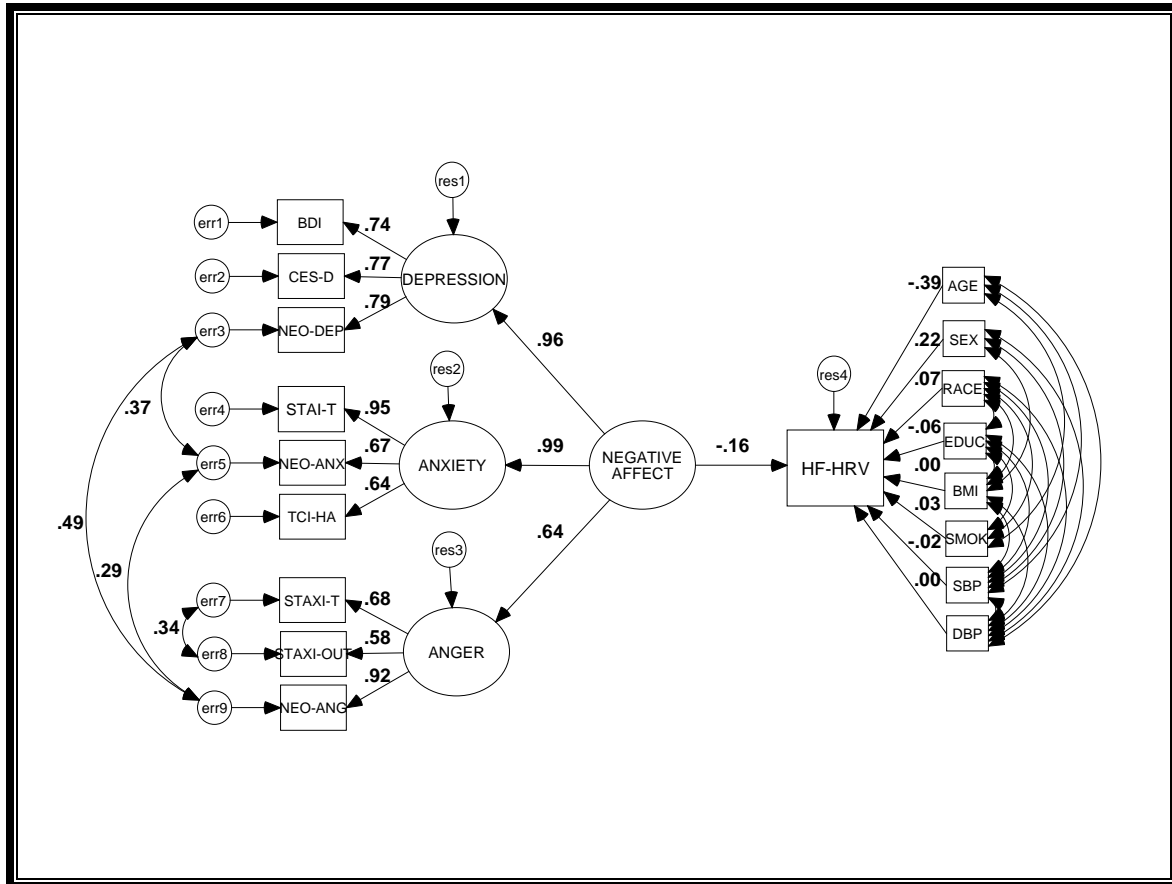 res1
err1
BDI
.74
err2
CES-D
.77
DEPRESSION
err3
NEO-DEP
.79
.96
res2
.37
err4
STAI-T
.95
err5
NEO-ANX
.67
ANXIETY
.99
err6
TCI-HA
.64
NEGATIVE
AFFECT
-.16
.49
.29
res3
.64
err7
STAXI-T
.68
.34
err8
STAXI-OUT
.58
ANGER
err9
NEO-ANG
.92
res4
HF-HRV
-.39
AGE
.22
SEX
.07
RACE
-.06
EDUC
.00
BMI
.03
SMOK
-.02
SBP
.00
DBP